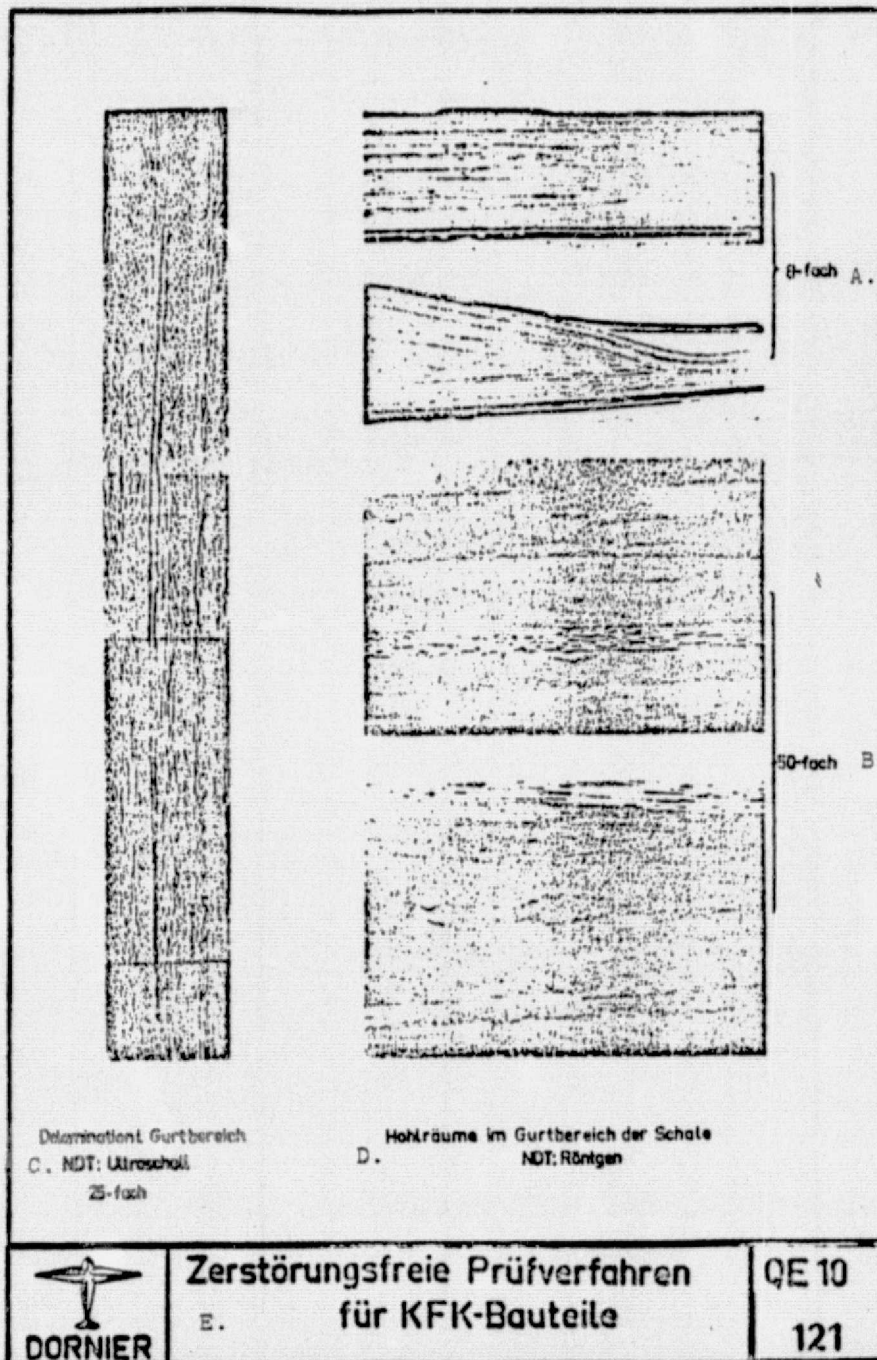 8-fach A.
50-fach B
Delamination i Gurtbereich
C. NDT: Ultraschall
25-fach
Hohlräume im Gurtbereich der Schale
D. NDT: Röntgen
DORNIER
Zerstörungsfreie Prüfverfahren
E. für KFK-Bauteile
QE 10
121